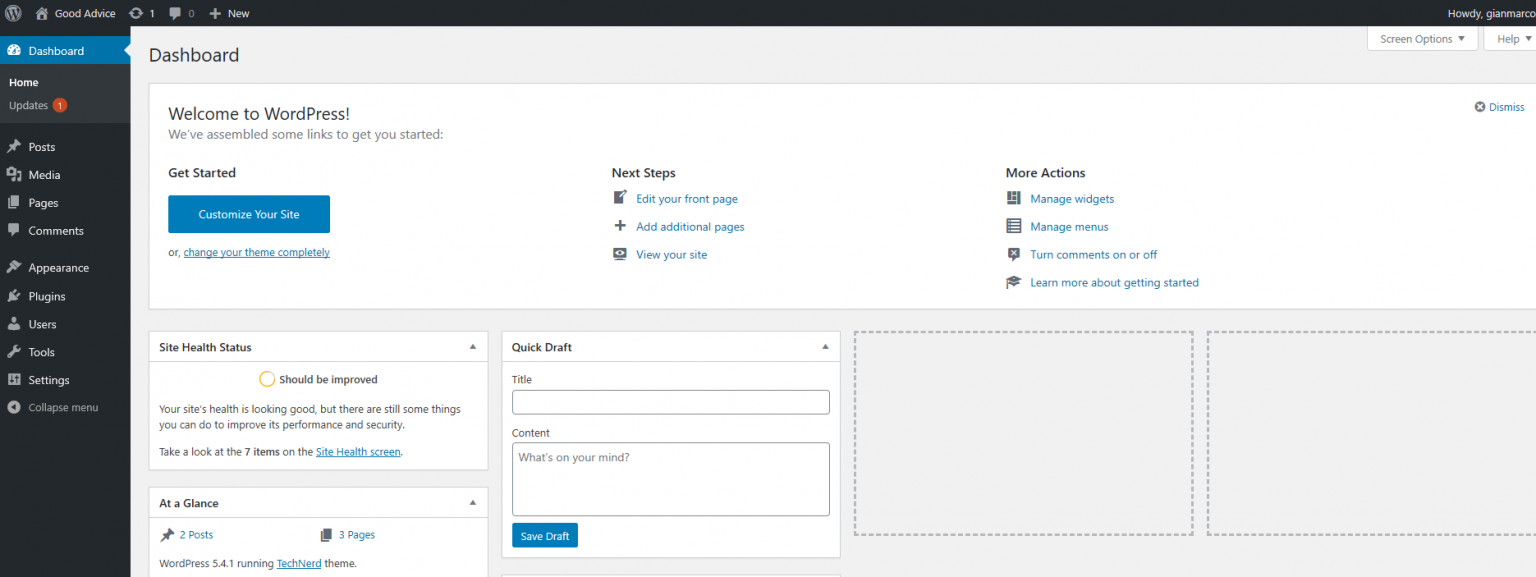 Good Advice 1 0 New Howdy, gianmarco
Dashboard
Home
Updates 1
Posts
Media
Pages
Comments
Appearance
Plugins
Users
Tools
Settings
Collapse menu
Screen Options Help
Dashboard
Welcome to WordPress!
We've assembled some links to get you started:
Dismiss
Get Started
Customize Your Site
or, change your theme completely
Next Steps
Edit your front page
Add additional pages
View your site
More Actions
Manage widgets
Manage menus
Turn comments on or off
Learn more about getting started
Site Health Status
Should be improved
Your site's health is looking good, but there are still some things
you can do to improve its performance and security.
Take a look at the 7 items on the Site Health screen.
At a Glance
2 Posts 3 Pages
WordPress 5.4.1 running TechNerd theme.
Quick Draft
Title
Content
What's on your mind?
Save Draft